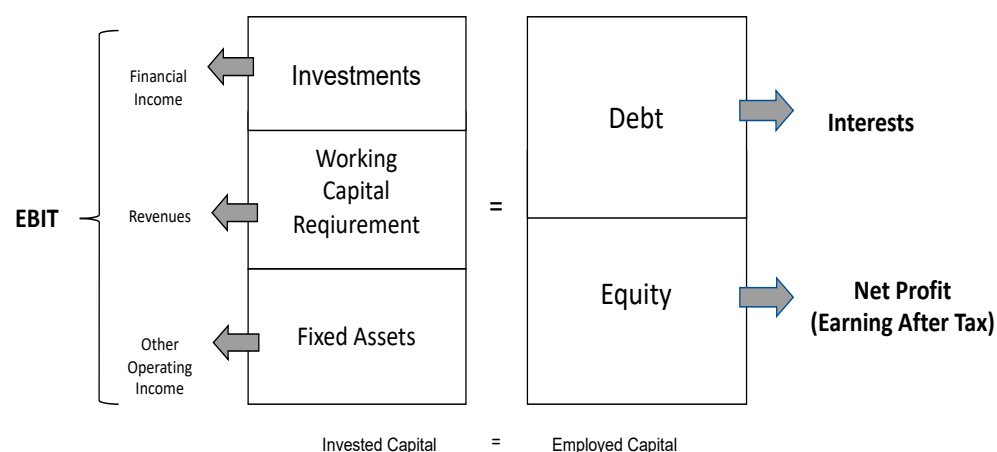 Financial
Income
Investments
Debt
Interests
EBIT
Revenues
Working
Capital
Reqiurement
=
Equity
Net Profit
(Earning After Tax)
Other
Operating
Income
Fixed Assets
Invested Capital = Employed Capital